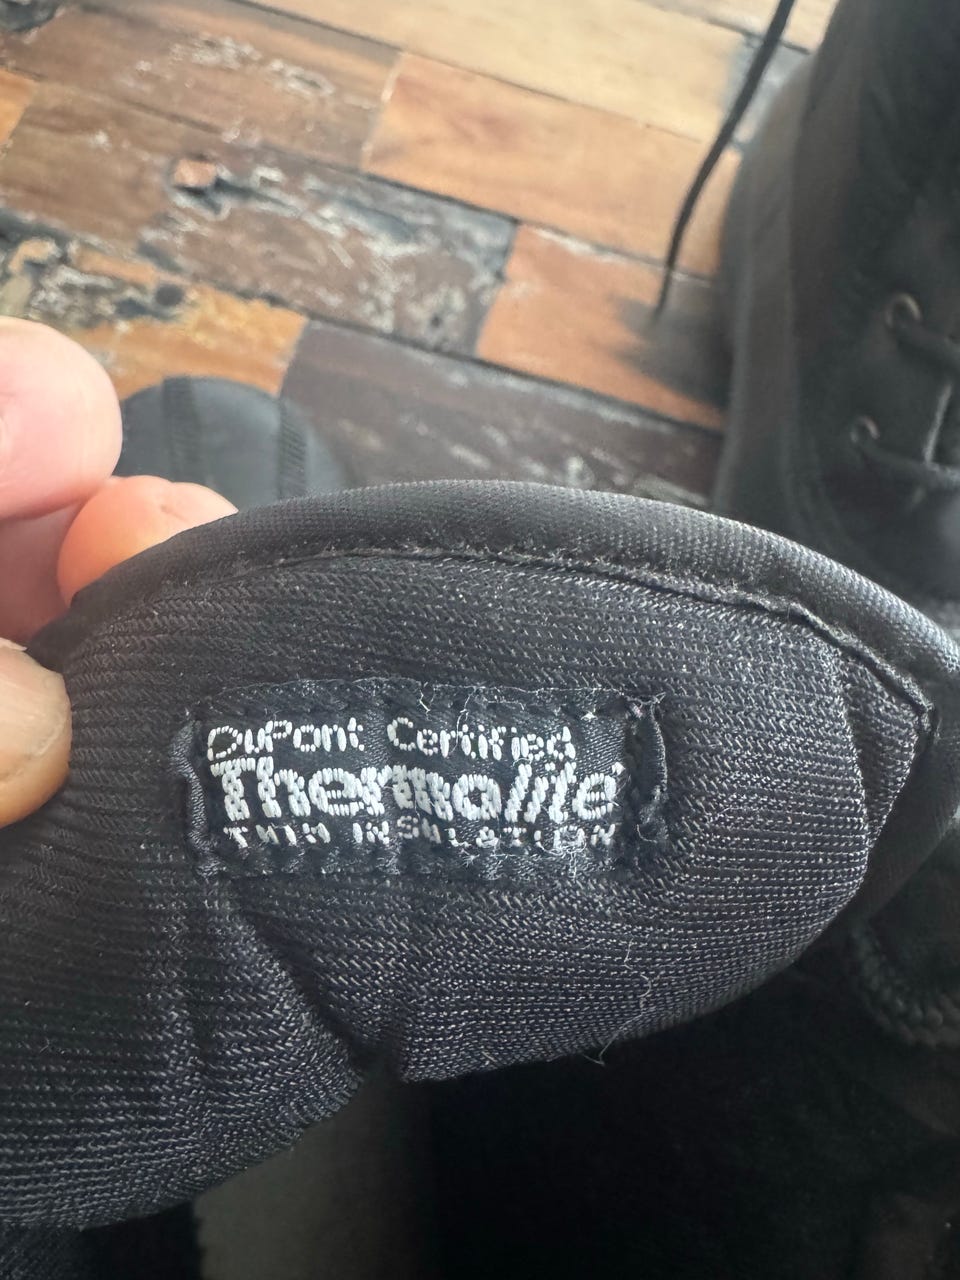 DuPont Certified
Thermolite
THIN INSULATION